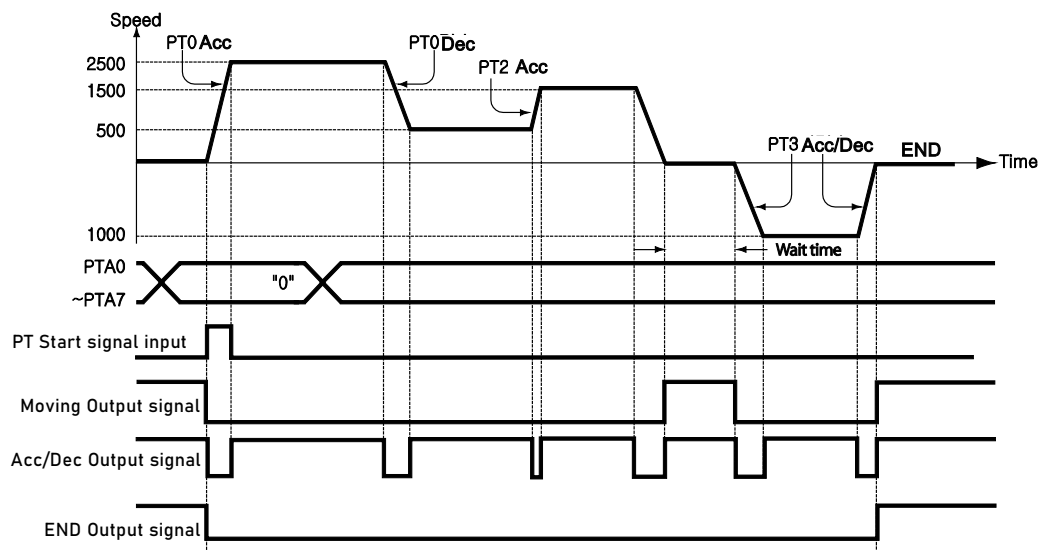 Speed
PT0 Acc
PT0 Dec
PT2 Acc
2500
1500
500
PT3 Acc/Dec
END
Time
1000
Wait time
PTA0
"0"
~PTA7
PT Start signal input
Moving Output signal
Acc/Dec Output signal
END Output signal